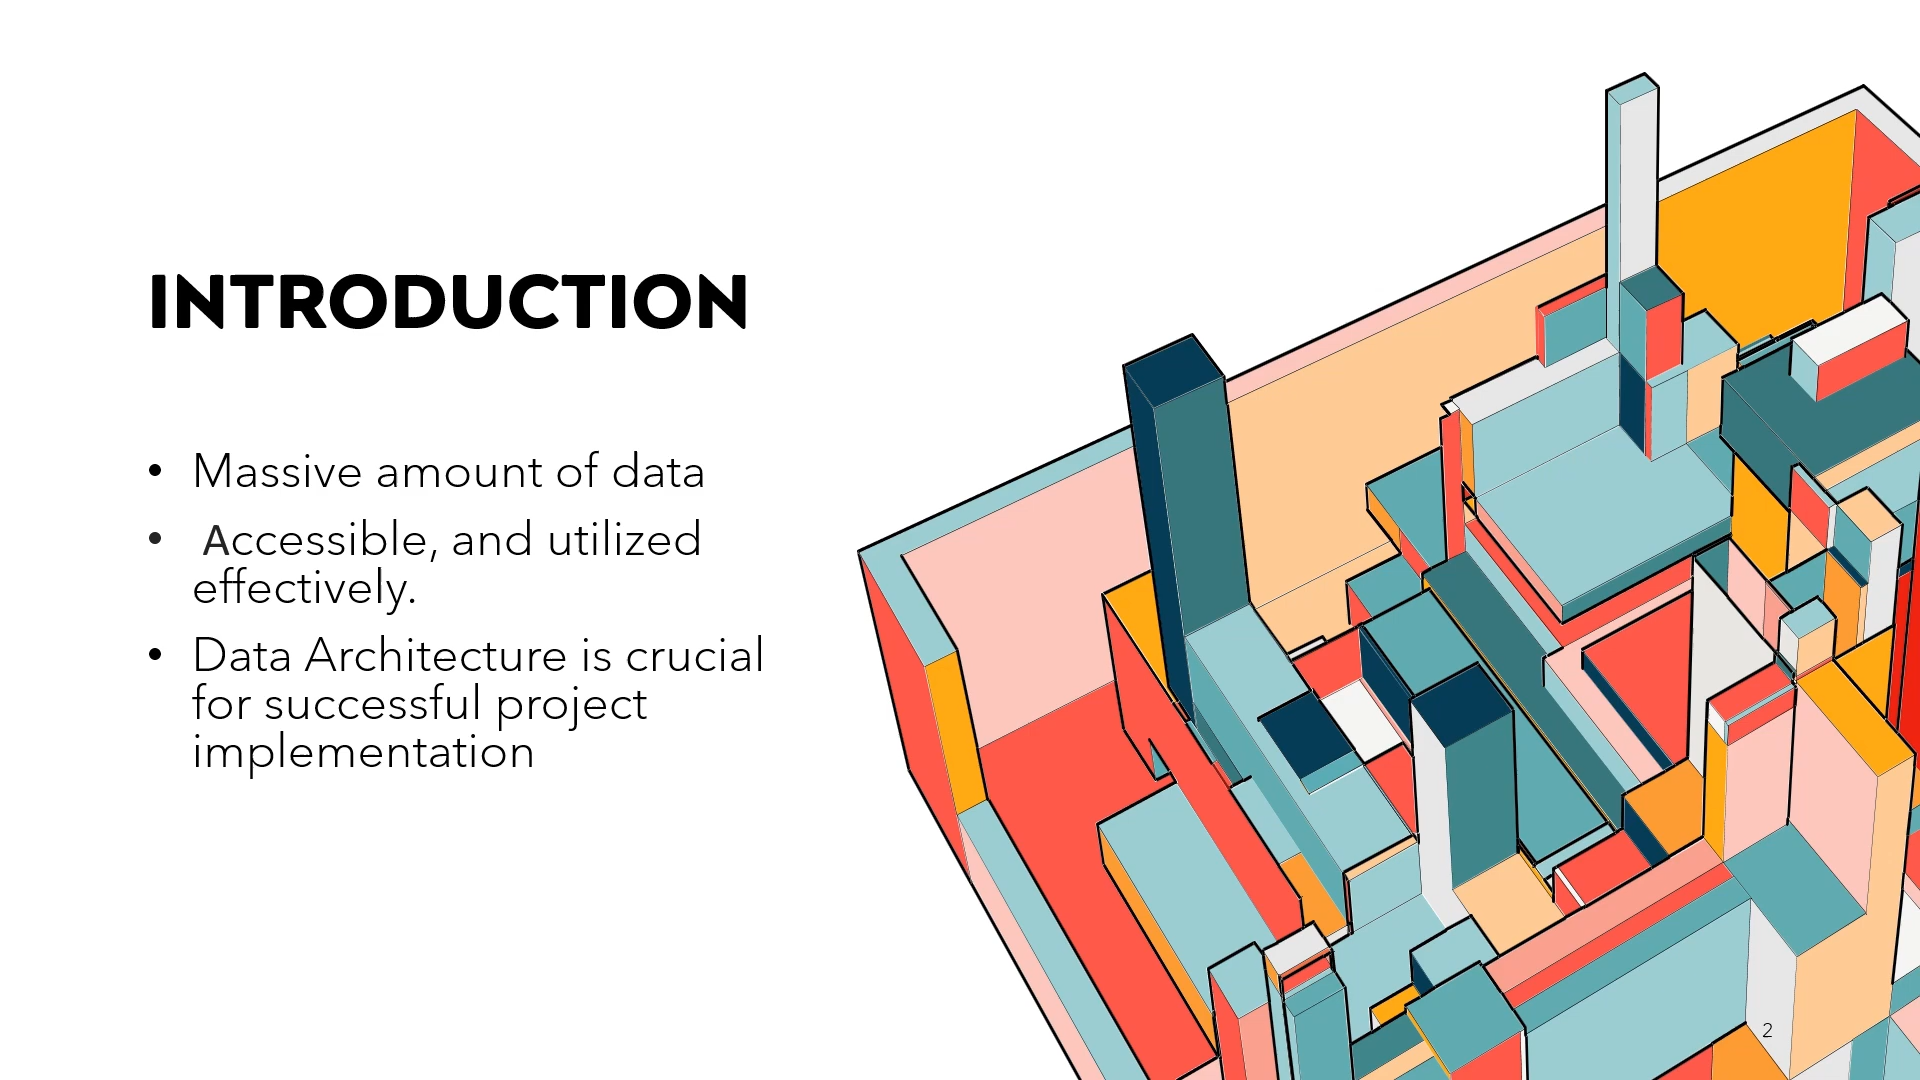 INTRODUCTION
• Massive amount of data
• Accessible, and utilized
effectively.
• Data Architecture is crucial
for successful project
implementation
2